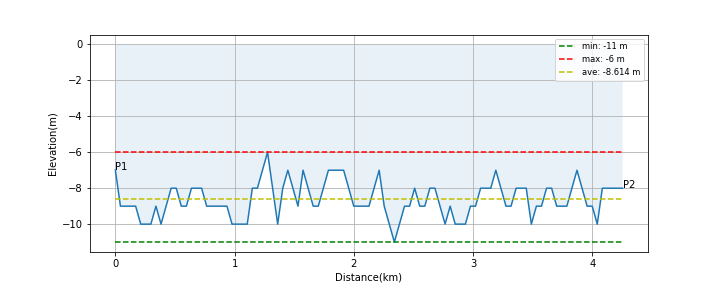 min: -11 m
max: -6 m
ave: -8.614 m
0
−2
−4
−6
−8
−10
Elevation(m)
P1
P2
0
1
2
3
4
Distance(km)